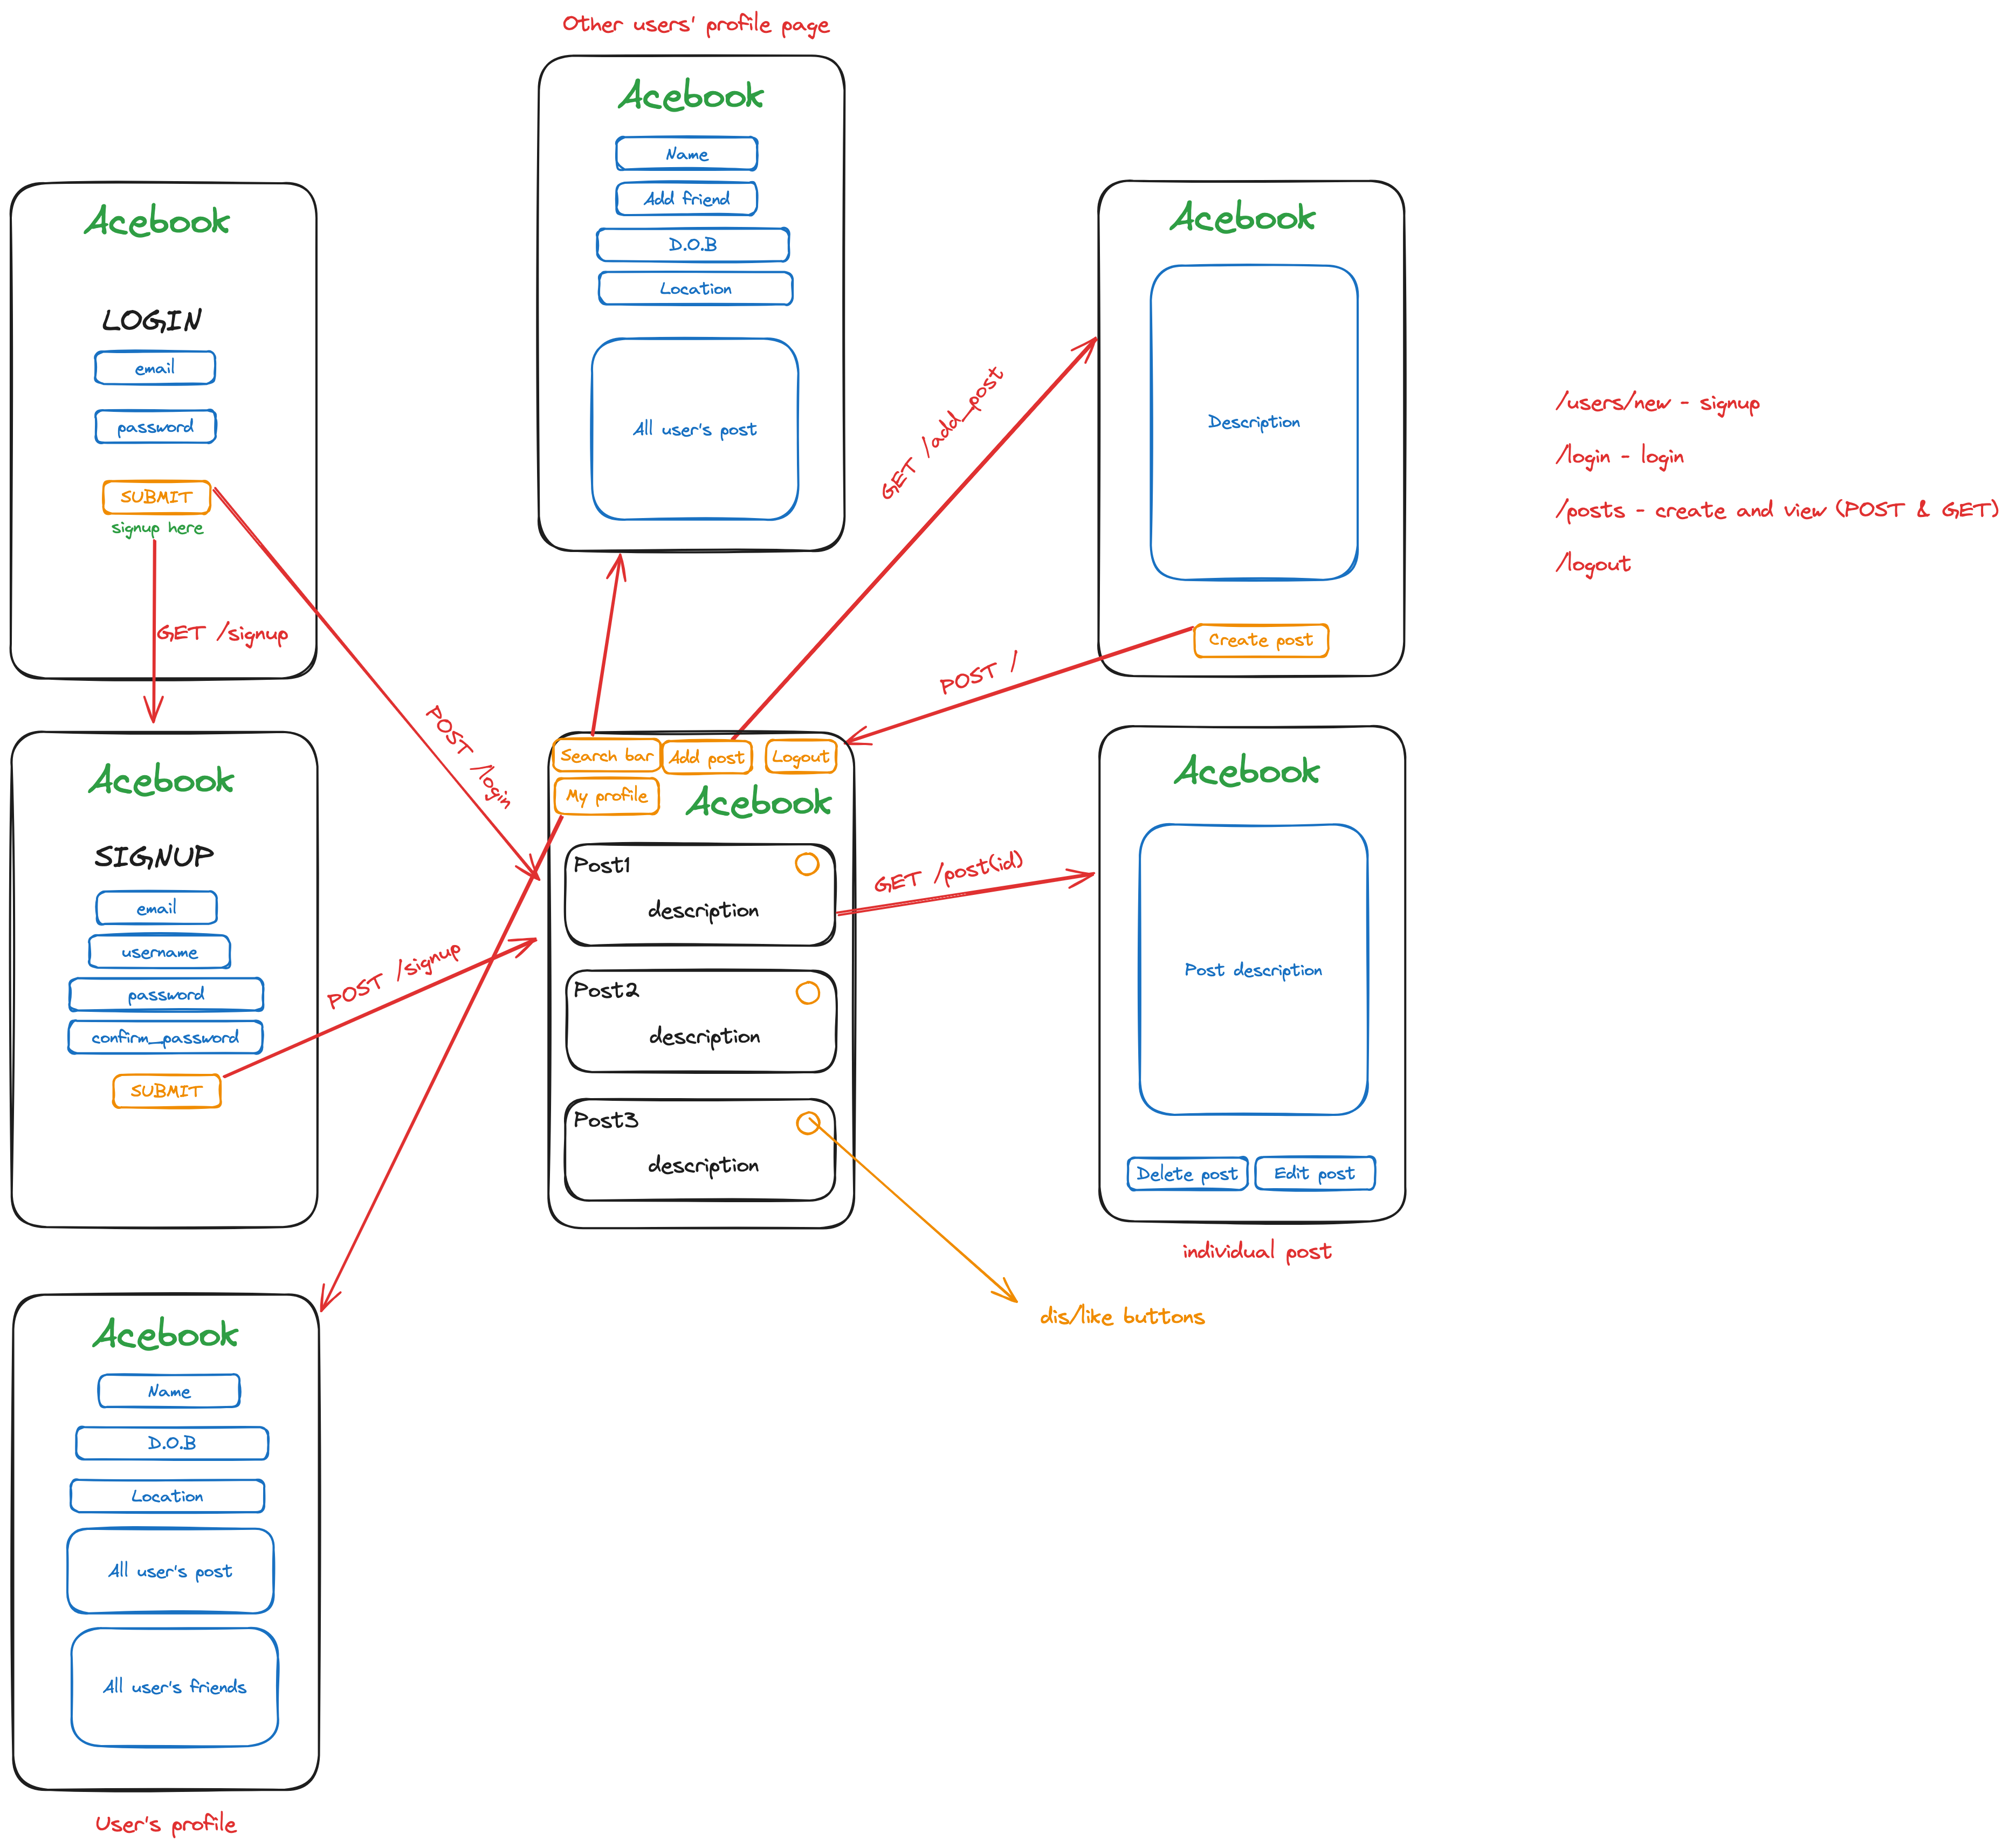 Other users' profile page
Acebook
Name
Add friend
D.O.B
Location
All user's post
Acebook
LOGIN
email
password
SUBMIT
signup here
GET /signup
POST /login
Acebook
SIGNUP
email
username
password
confirm_password
SUBMIT
POST /signup
Search bar
Add post
Logout
My profile
Acebook
Post1
description
Post2
description
Post3
description
GET /add_post
Acebook
Description
Create post
POST /
GET /post(id)
Acebook
Post description
Delete post
Edit post
individual post
dis/like buttons
/users/new - signup
/login - login
/posts - create and view (POST & GET)
/logout
Acebook
Name
D.O.B
Location
All user's post
All user's friends
User's profile